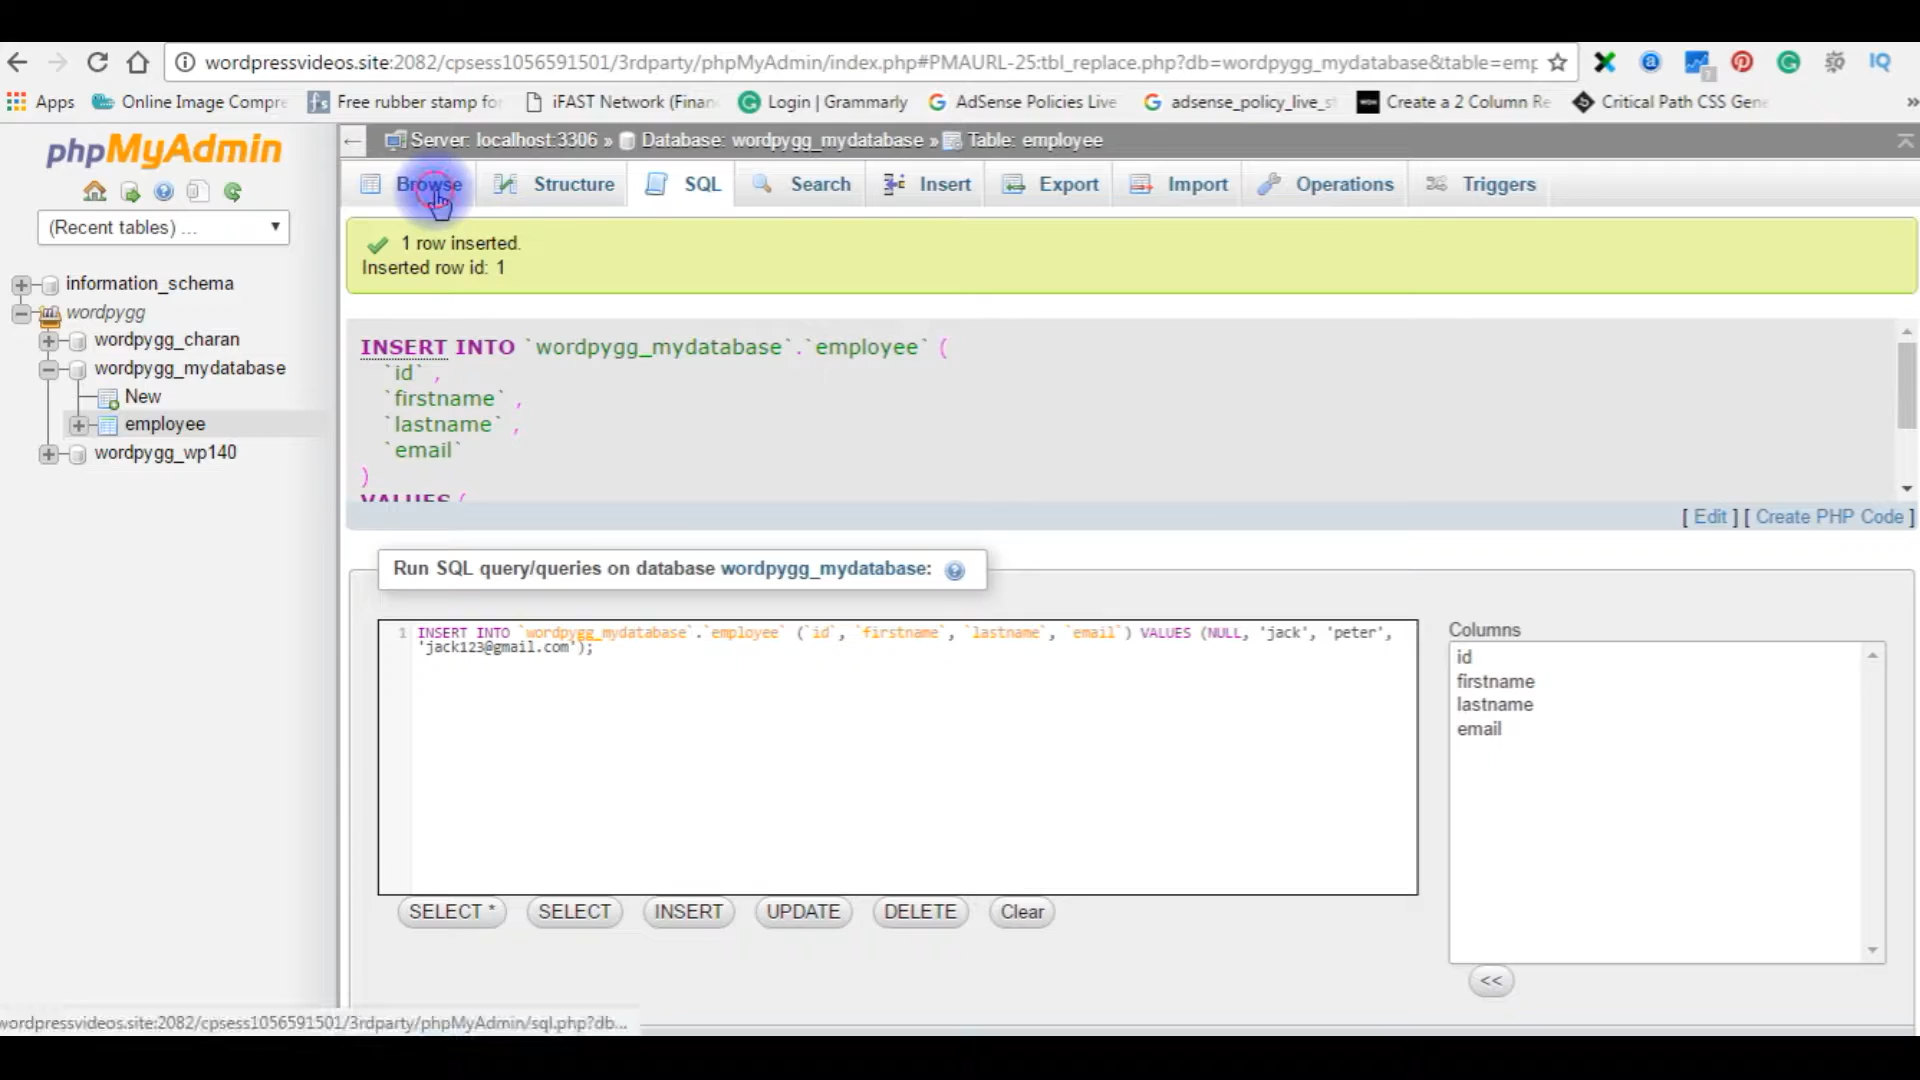 wordpressvideos.site:2082/cpsess1056591501/3rdparty/phpMyAdmin/index.php#PMAURL-25:tbl_replace.php?db=wordpygg_mydatabase&table=emp
IQ
Apps Online Image Compre Free rubber stamp fo iFAST Network (Finan Login | Grammarly AdSense Policies Live adsense_policy_live_s Create a 2 Column Re Critical Path CSS Gene »
phpMyAdmin
(Recent tables) ...
information_schema
wordpygg
wordpygg_charan
wordpygg_mydatabase
New
employee
wordpygg_wp140
Server: localhost:3306 » Database: wordpygg_mydatabase » Table: employee
Browse Structure SQL Search Insert Export Import Operations Triggers
1 row inserted.
Inserted row id: 1
INSERT INTO `wordpygg_mydatabase`.`employee` (
`id` ,
`firstname` ,
`lastname` ,
`email`
)
VALUES (
[ Edit ] [ Create PHP Code ]
Run SQL query/queries on database wordpygg_mydatabase:
1 INSERT INTO `wordpygg_mydatabase`.`employee` (`id`, `firstname`, `lastname`, `email`) VALUES (NULL, 'jack', 'peter',
'jack123@gmail.com');
Columns
id
firstname
lastname
email
SELECT * SELECT INSERT UPDATE DELETE Clear
<<
wordpressvideos.site:2082/cpsess1056591501/3rdparty/phpMyAdmin/sql.php?db...